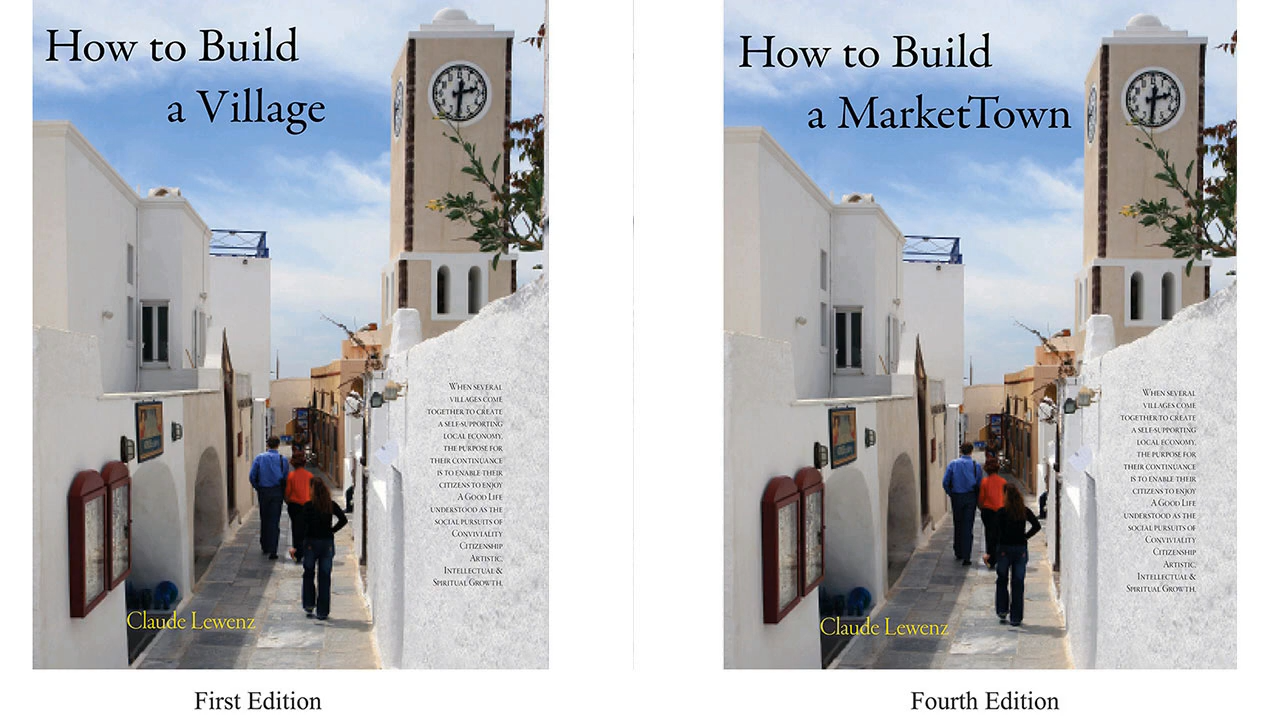 How to Build
a Village
When several
villages come
together to create
a self-supporting
local economy,
the purpose for
their continuance
is to enable their
citizens to enjoy
A Good Life
understood as the
social pursuits of
Conviviality
Citizenship
Artistic,
Intellectual &
Spiritual Growth.
Claude Lewenz
First Edition
How to Build
a MarketTown
When several
villages come
together to create
a self-supporting
local economy,
the purpose for
their continuance
is to enable their
citizens to enjoy
A Good Life
understood as the
social pursuits of
Conviviality
Citizenship
Artistic,
Intellectual &
Spiritual Growth.
Claude Lewenz
Fourth Edition